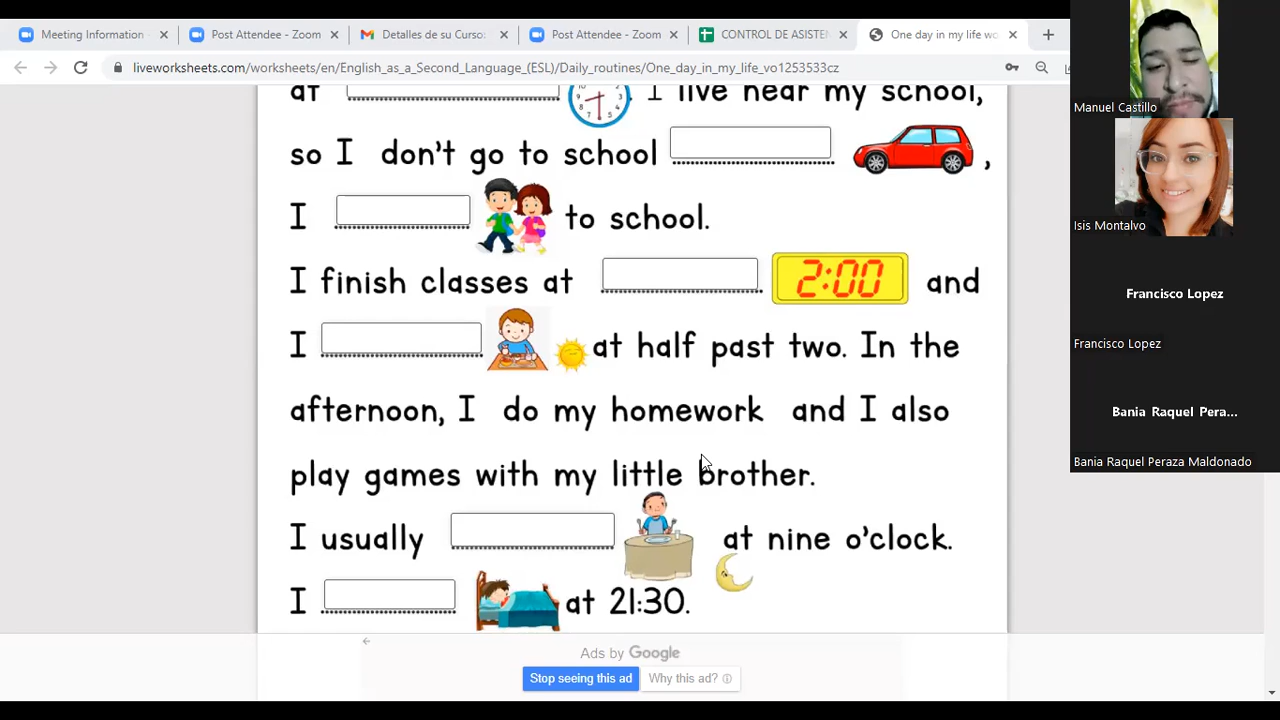 Meeting Information -
Post Attendee - Zoom
Detalles de su Cu
Post Attendee - Zoom
CONTROL DE ASISTEN
One day in my life wo
liveworksheets.com/worksheets/en/English_as_a_Second_Language_(ESL)/Daily_routines/One_day_in_my_life_vo1253533cz
at . I live near my school,
so I don't go to school ,
I to school.
I finish classes at 2:00 and
I at half past two. In the
afternoon, I do my homework and I also
play games with my little brother.
I usually at nine o'clock.
I at 21:30.
Ads by Google
Stop seeing this ad
Why this ad?
Manuel Castillo
Isis Montalvo
Francisco Lopez
Francisco Lopez
Bania Raquel Pera...
Bania Raquel Peraza Maldonado